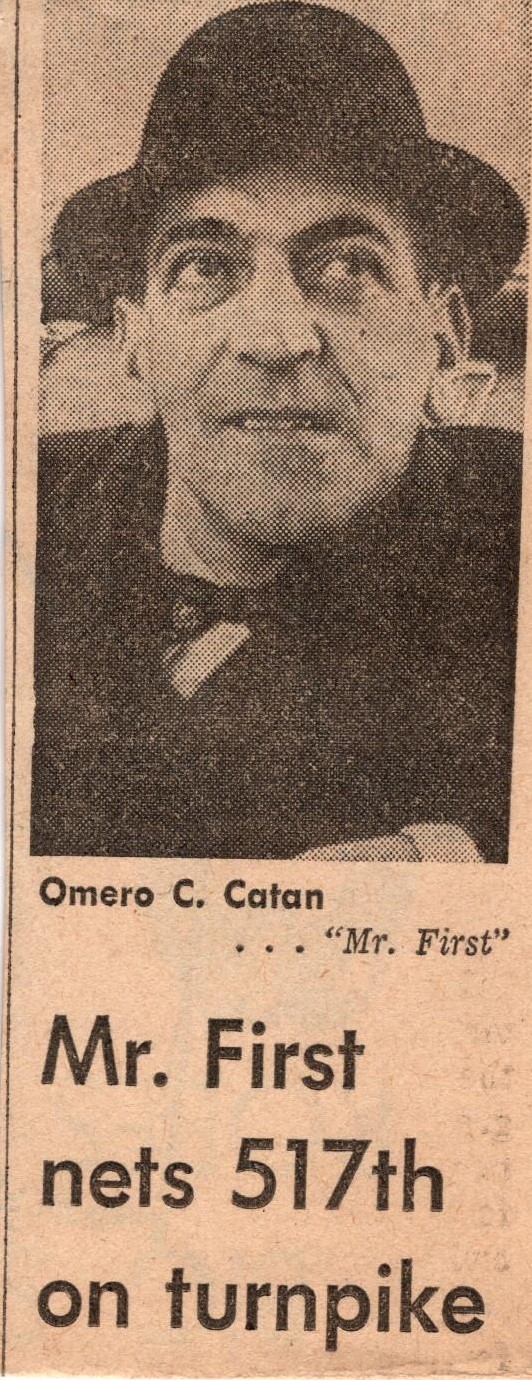 Omero C. Catan
. . . “Mr. First”
Mr. First
nets 517th
on turnpike